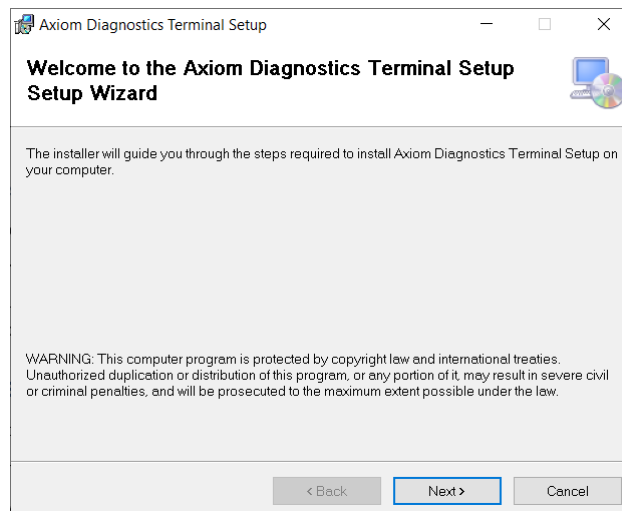 Axiom Diagnostics Terminal Setup
Welcome to the Axiom Diagnostics Terminal Setup
Setup Wizard
The installer will guide you through the steps required to install Axiom Diagnostics Terminal Setup on
your computer.
WARNING: This computer program is protected by copyright law and international treaties.
Unauthorized duplication or distribution of this program, or any portion of it, may result in severe civil
or criminal penalties, and will be prosecuted to the maximum extent possible under the law.
< Back Next > Cancel